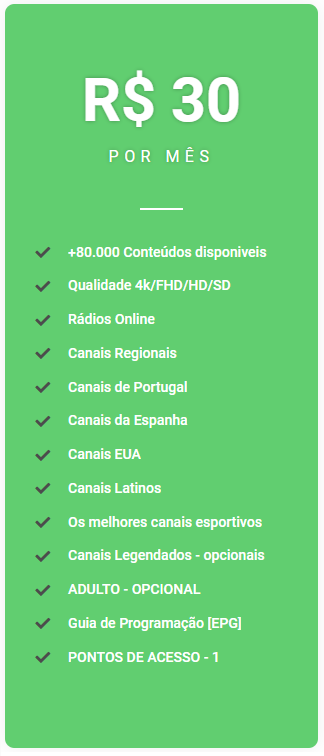 R$ 30
POR MÊS
+80.000 Conteúdos disponiveis
Qualidade 4k/FHD/HD/SD
Rádios Online
Canais Regionais
Canais de Portugal
Canais da Espanha
Canais EUA
Canais Latinos
Os melhores canais esportivos
Canais Legendados - opcionais
ADULTO - OPCIONAL
Guia de Programação [EPG]
PONTOS DE ACESSO - 1